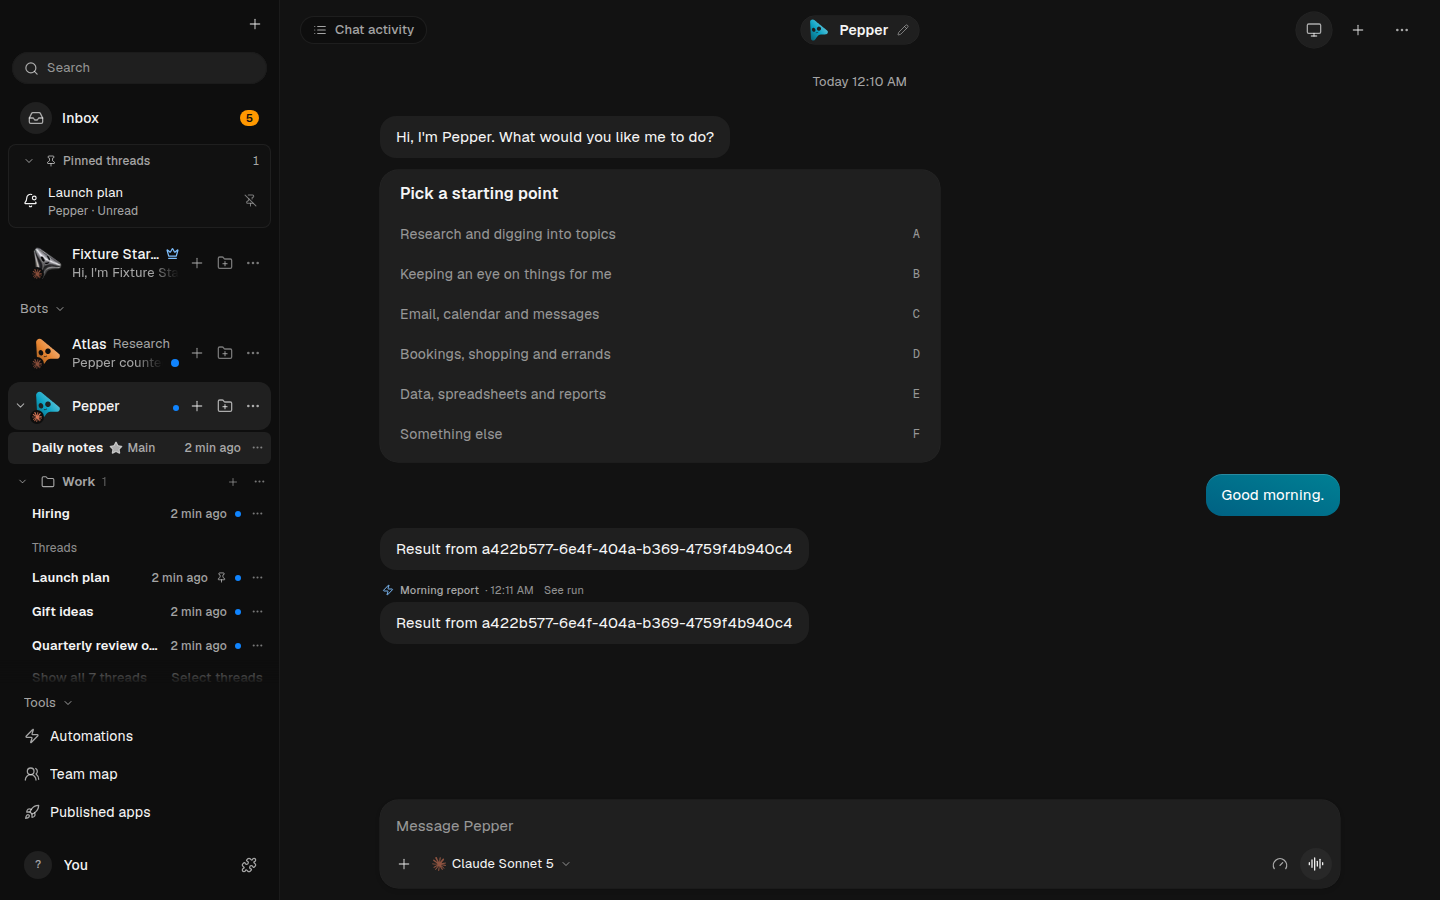 Search
Inbox 5
Pinned threads 1
Launch plan
Pepper · Unread
Fixture Star...
Hi, I'm Fixture Sta
Bots
Atlas Research
Pepper counte
Pepper
Daily notes Main 2 min ago
Work 1
Hiring 2 min ago
Threads
Launch plan 2 min ago
Gift ideas 2 min ago
Quarterly review o... 2 min ago
Show all 7 threads Select threads
Tools
Automations
Team map
Published apps
? You
Chat activity
Pepper
Today 12:10 AM
Hi, I'm Pepper. What would you like me to do?
Pick a starting point
Research and digging into topics A
Keeping an eye on things for me B
Email, calendar and messages C
Bookings, shopping and errands D
Data, spreadsheets and reports E
Something else F
Good morning.
Result from a422b577-6e4f-404a-b369-4759f4b940c4
Morning report · 12:11 AM See run
Result from a422b577-6e4f-404a-b369-4759f4b940c4
Message Pepper
Claude Sonnet 5